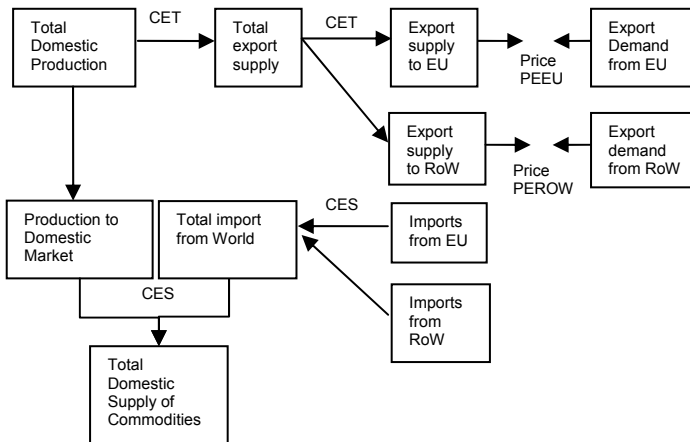 Total
Domestic
Production
CET
Total
export
supply
CET
Export
supply
to EU
Price
PEEU
Export
Demand
from EU
Export
supply
to RoW
Price
PEROW
Export
demand
from RoW
Production to
Domestic
Market
Total import
from World
CES
Imports
from EU
CES
Imports
from
RoW
Total
Domestic
Supply of
Commodities